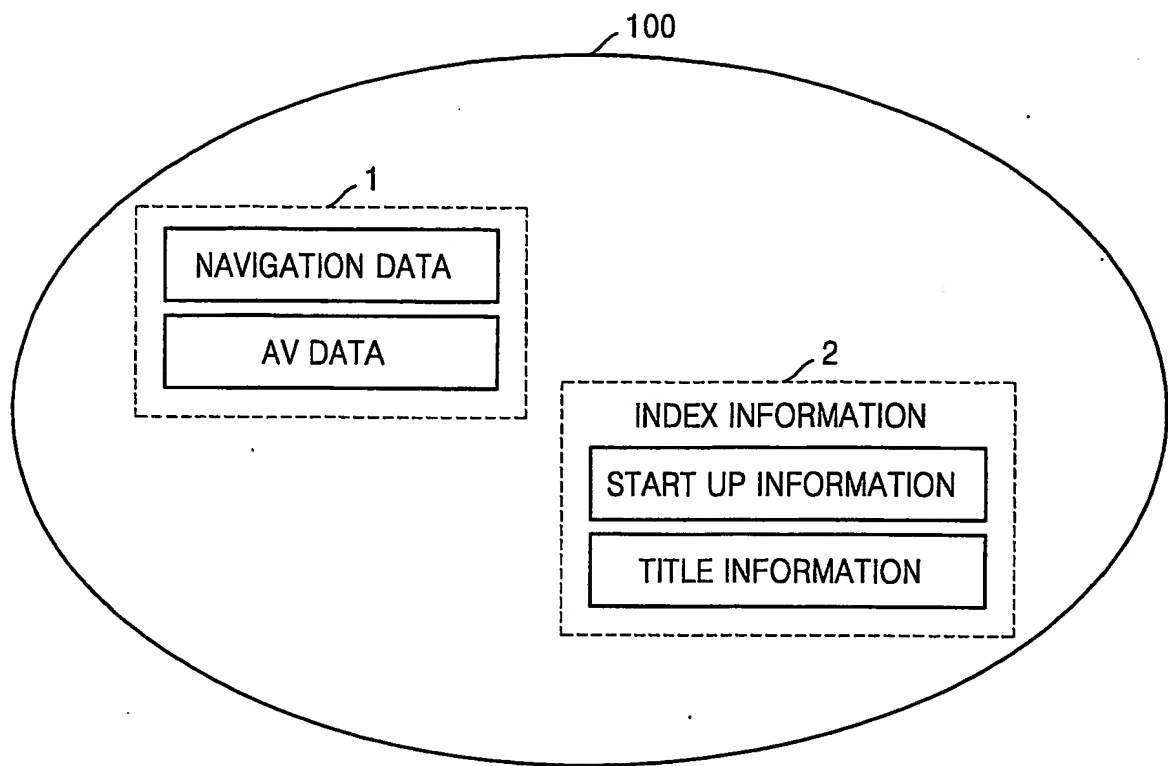 100
1
NAVIGATION DATA
AV DATA
2
INDEX INFORMATION
START UP INFORMATION
TITLE INFORMATION